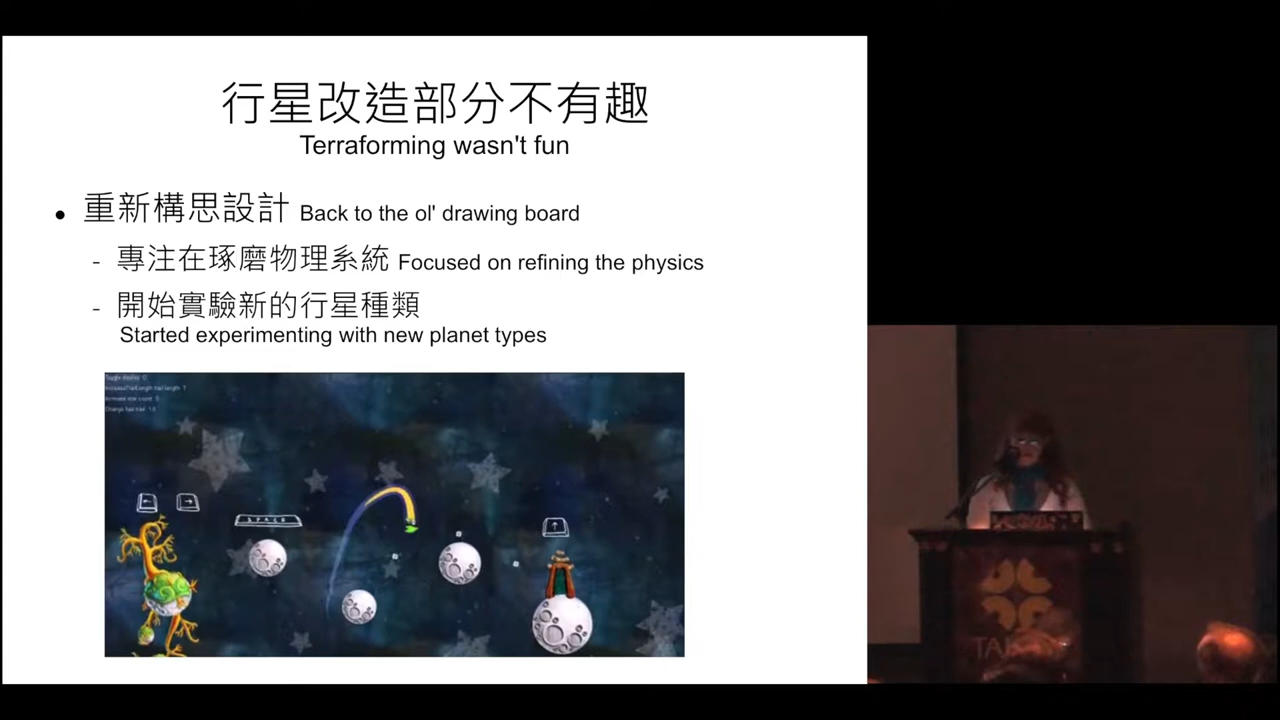 行星改造部分不有趣
Terraforming wasn't fun
• 重新構思設計 Back to the ol' drawing board
- 專注在琢磨物理系統 Focused on refining the physics
- 開始實驗新的行星種類
Started experimenting with new planet types
SPACE